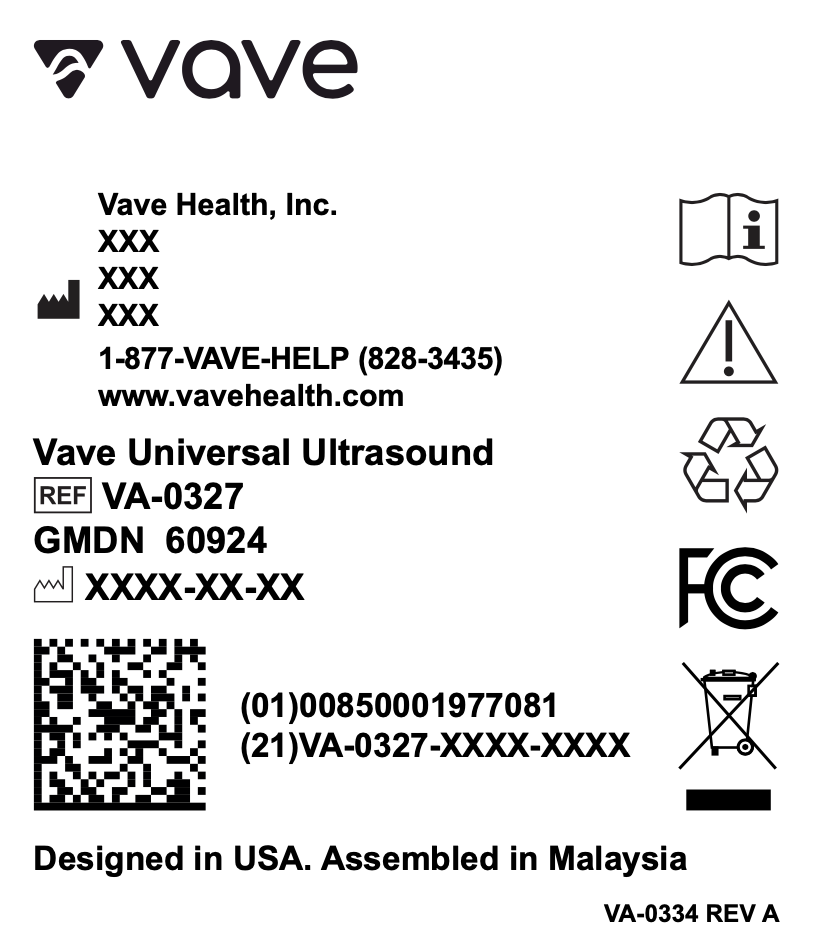 vave
Vave Health, Inc.
XXX
XXX
XXX
1-877-VAVE-HELP (828-3435)
www.vavehealth.com
Vave Universal Ultrasound
REF VA-0327
GMDN 60924
XXXX-XX-XX
(01)00850001977081
(21)VA-0327-XXXX-XXXX
FC
Designed in USA. Assembled in Malaysia
VA-0334 REV A